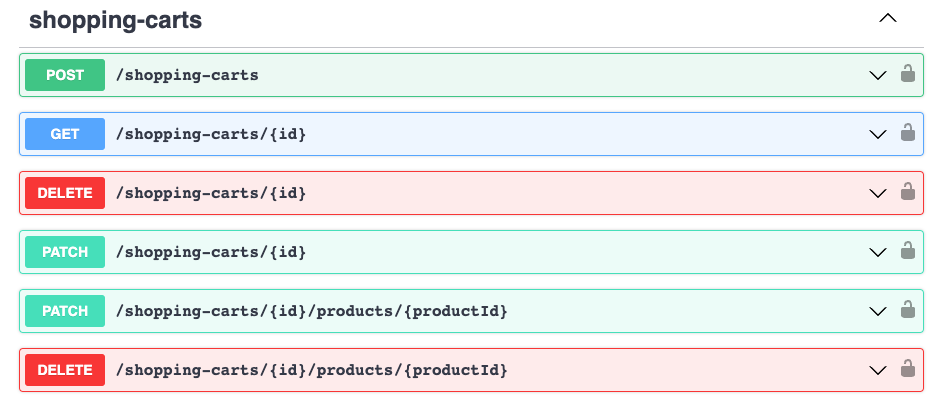 shopping-carts
POST /shopping-carts
GET /shopping-carts/{id}
DELETE /shopping-carts/{id}
PATCH /shopping-carts/{id}
PATCH /shopping-carts/{id}/products/{productId}
DELETE /shopping-carts/{id}/products/{productId}